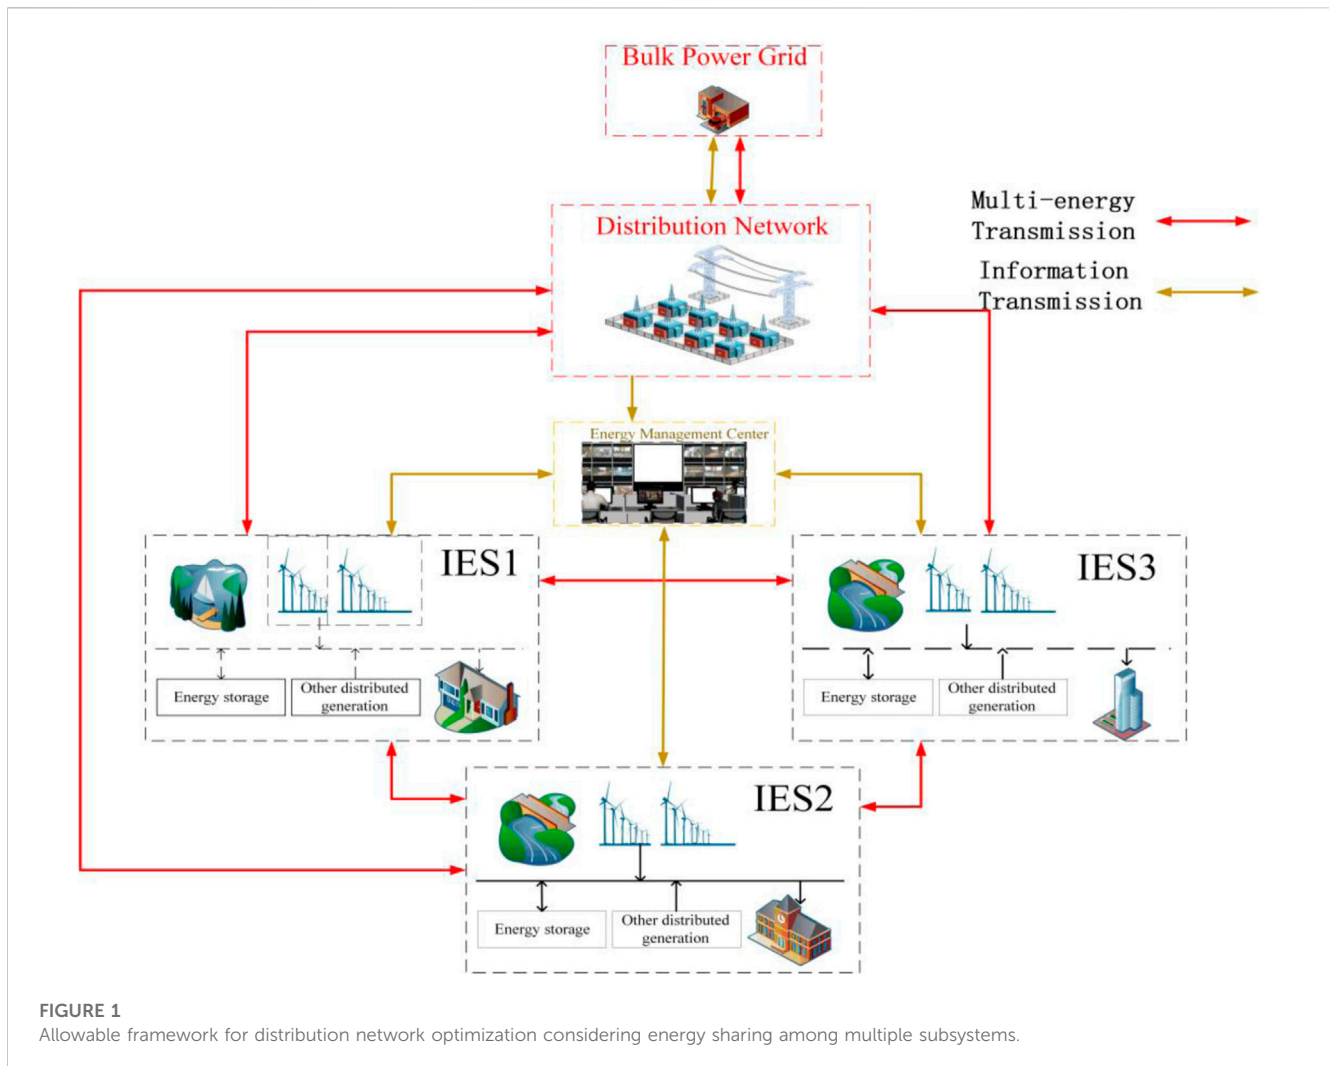 Bulk Power Grid
Distribution Network
Multi-energy
Transmission
Information
Transmission
Energy Management Center
IES1
Energy storage
Other distributed
generation
IES3
Energy storage
Other distributed
generation
IES2
Energy storage
Other distributed
generation
FIGURE 1
Allowable framework for distribution network optimization considering energy sharing among multiple subsystems.